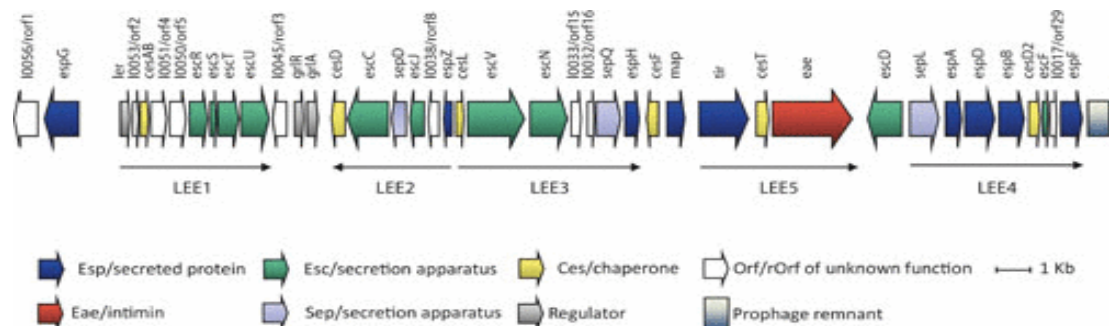 l0056/rorf1
espG
ler
l0053/orf2
cesAB
l0051/orf4
l0050/orf5
escR
escS
escT
escU
l0045/rorf3
grlR
grlA
cesD
escC
sepD
escJ
l0038/rorf8
espZ
cesL
escV
escN
l0033/orf15
l0032/orf16
sepQ
espH
cesF
map
tir
cesT
eae
escD
sepL
espA
espD
espB
cesD2
escF
l0017/orf29
espF
LEE1
LEE2
LEE3
LEE5
LEE4
Esp/secreted protein
Esc/secretion apparatus
Ces/chaperone
Orf/rOrf of unknown function
1 Kb
Eae/intimin
Sep/secretion apparatus
Regulator
Prophage remnant